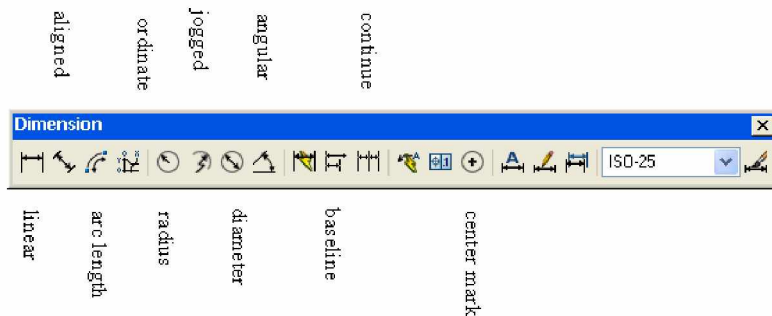 aligned
ordinate
jogged
angular
continue
Dimension
ISO-25
linear
arc length
radius
diameter
baseline
center mark